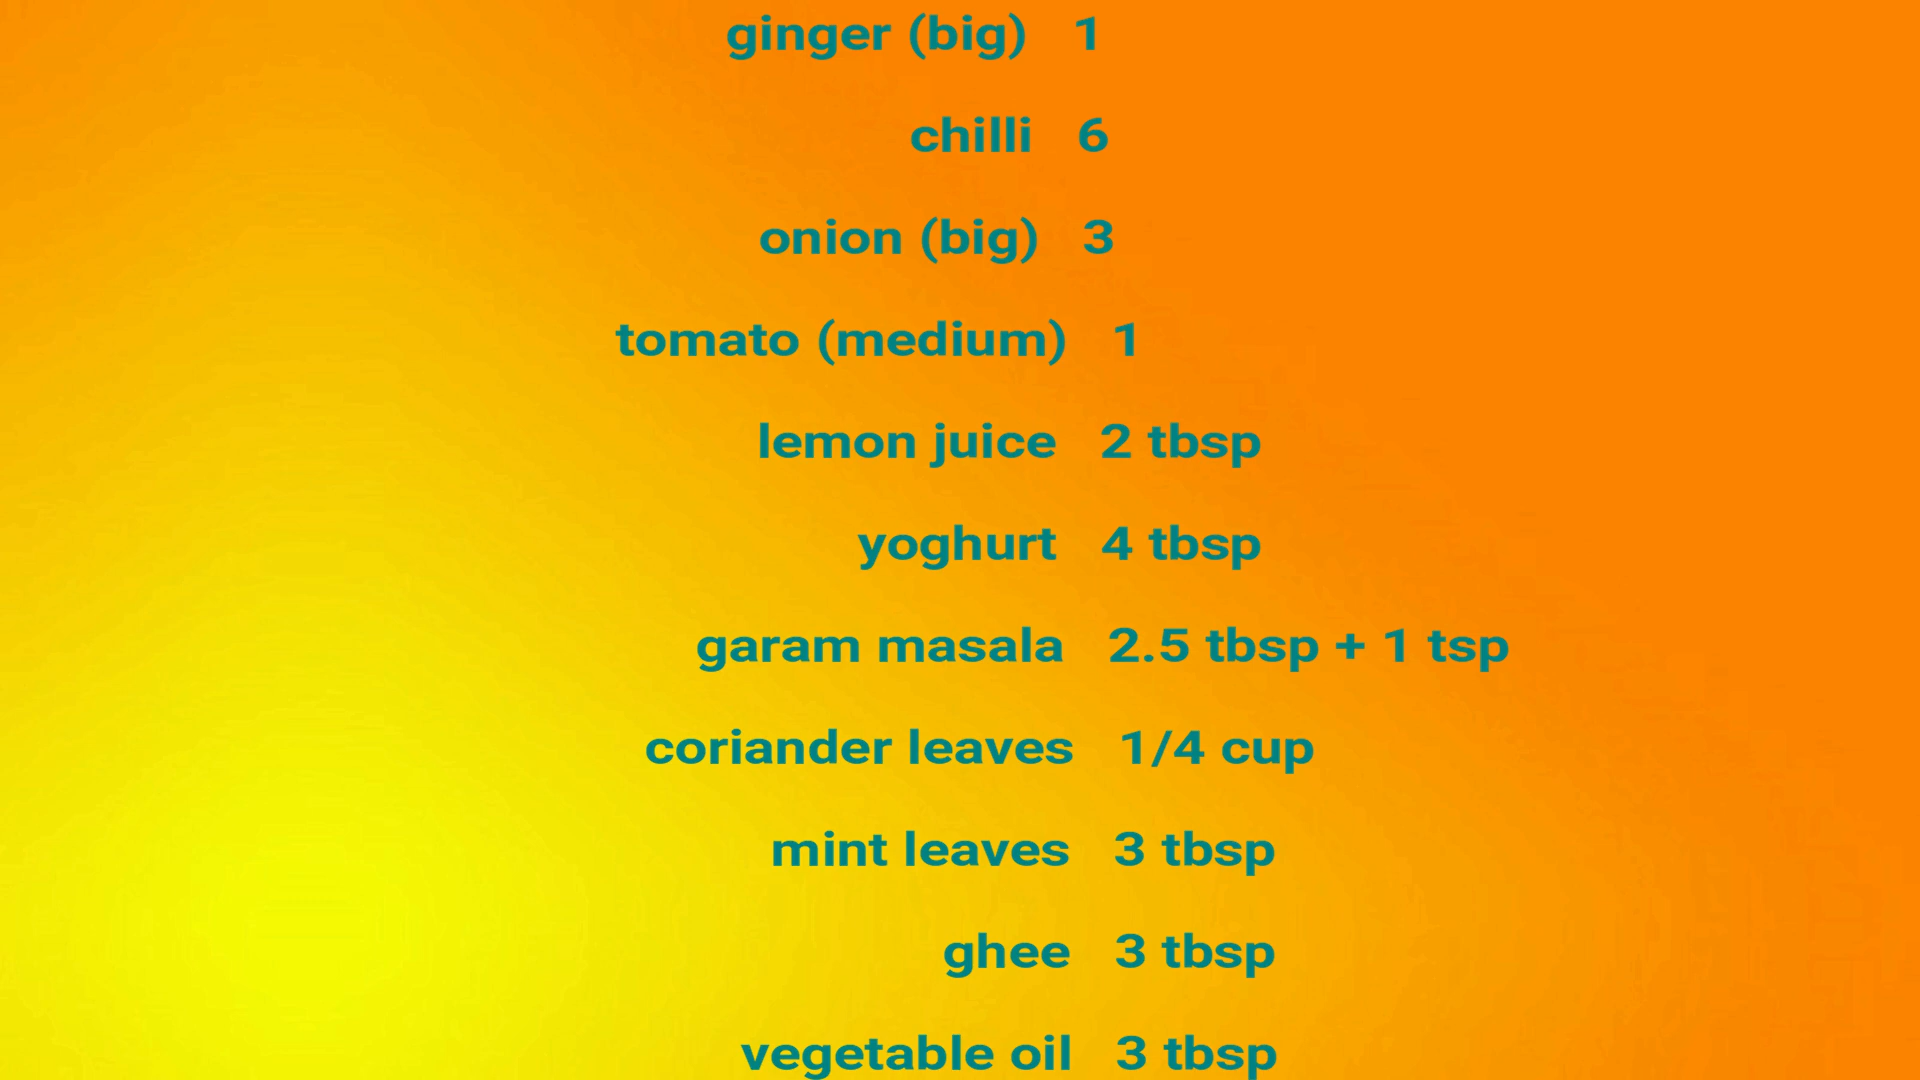 ginger (big) 1
chilli 6
onion (big) 3
tomato (medium) 1
lemon juice 2 tbsp
yoghurt 4 tbsp
garam masala 2.5 tbsp + 1 tsp
coriander leaves 1/4 cup
mint leaves 3 tbsp
ghee 3 tbsp
vegetable oil 3 tbsp